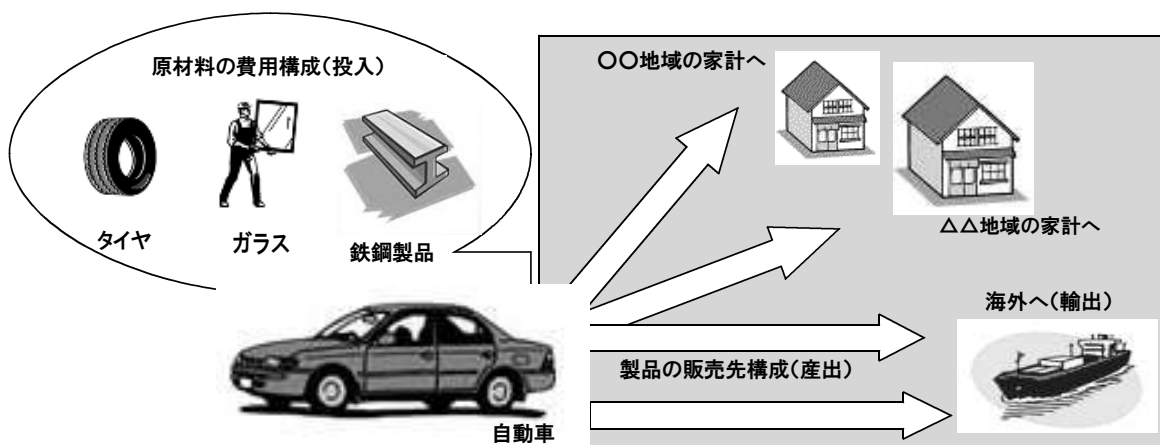 原材料の費用構成(投入)
タイヤ
ガラス
鉄鋼製品
〇〇地域の家計へ
△△地域の家計へ
海外へ(輸出)
製品の販売先構成(産出)
自動車